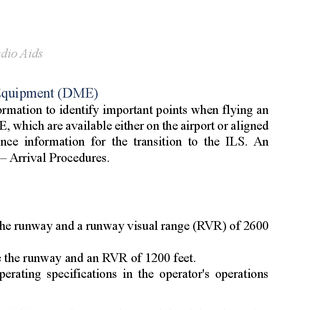 dio Aids
Equipment (DME)
ormation to identify important points when flying an
E, which are available either on the airport or aligned
nce information for the transition to the ILS. An
– Arrival Procedures.
he runway and a runway visual range (RVR) of 2600
the runway and an RVR of 1200 feet.
perating specifications in the operator's operations